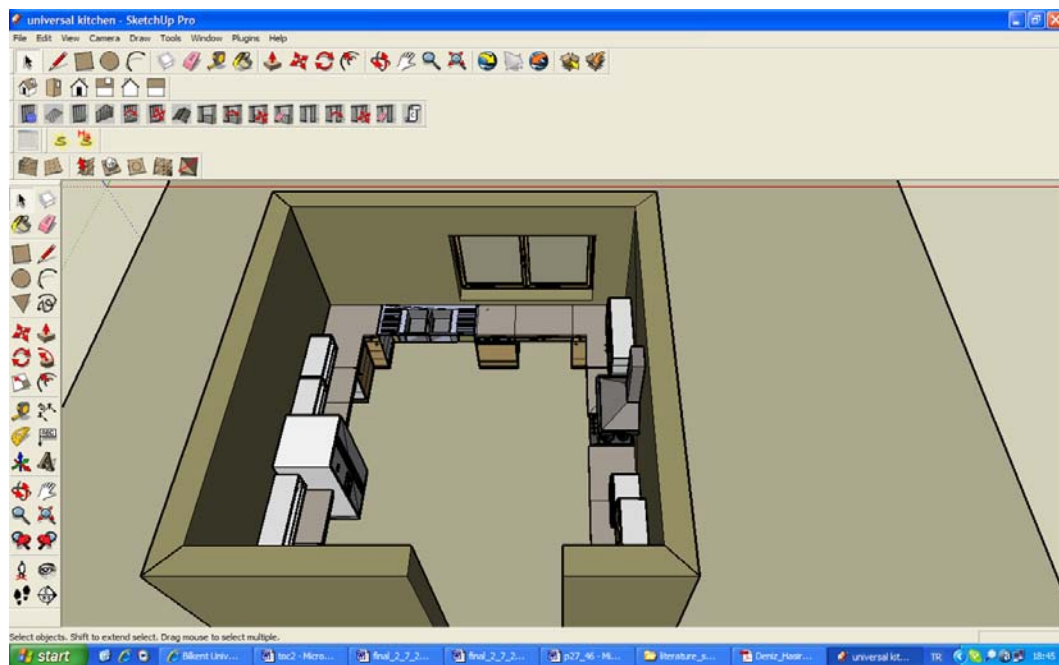 universal kitchen - SketchUp Pro
File Edit View Camera Draw Tools Window Plugins Help
S S
ABC
Select objects. Shift to extend select. Drag mouse to select multiple.
start Bilkent Univ... toc2 - Micro... final_2_7_2... final_2_7_2... p27_46 - Mi... literature_s... Deniz_Hasır... universal kit... TR 18:45